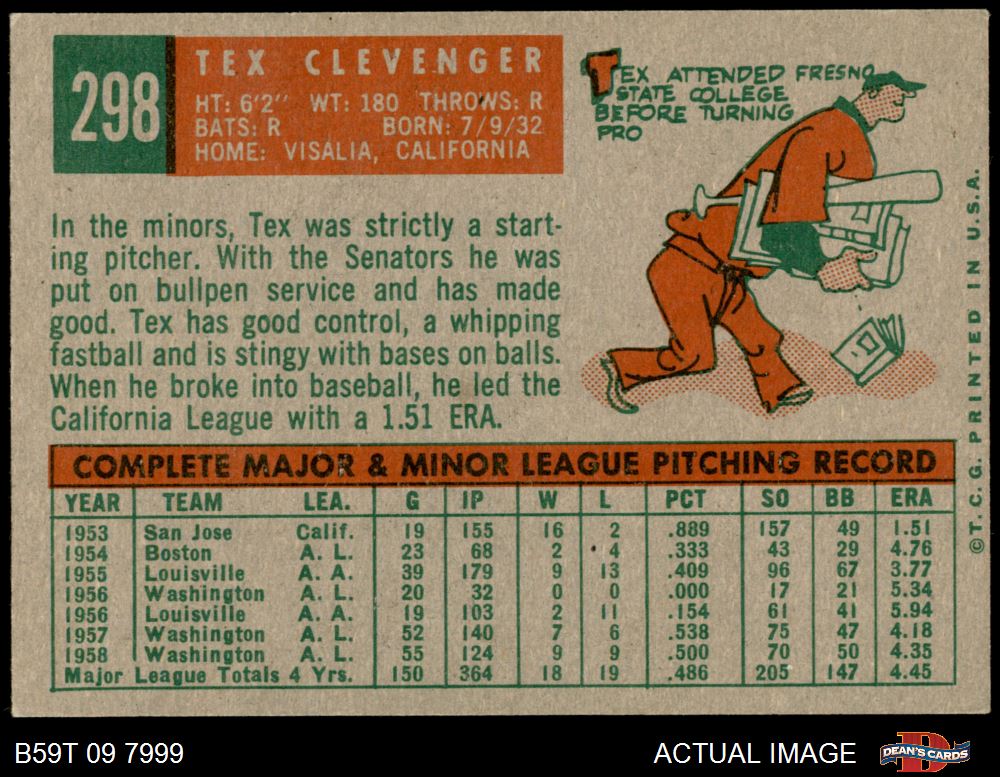 298
TEX CLEVENGER
HT: 6'2" WT: 180 THROWS: R
BATS: R BORN: 7/9/32
HOME: VISALIA, CALIFORNIA
TEX ATTENDED FRESNO
STATE COLLEGE
BEFORE TURNING
PRO
In the minors, Tex was strictly a start-
ing pitcher. With the Senators he was
put on bullpen service and has made
good. Tex has good control, a whipping
fastball and is stingy with bases on balls.
When he broke into baseball, he led the
California League with a 1.51 ERA.
COMPLETE MAJOR & MINOR LEAGUE PITCHING RECORD
YEAR TEAM LEA. G IP W L PCT SO BB ERA
1953 San Jose Calif. 19 155 16 2 .889 157 49 1.51
1954 Boston A. L. 23 68 2 4 .333 43 29 4.76
1955 Louisville A. A. 39 179 9 13 .409 96 67 3.77
1956 Washington A. L. 20 32 0 0 .000 17 21 5.34
1956 Louisville A. A. 19 103 2 11 .154 61 41 5.94
1957 Washington A. L. 52 140 7 6 .538 75 47 4.18
1958 Washington A. L. 55 124 9 9 .500 70 50 4.35
Major League Totals 4 Yrs. 150 364 18 19 .486 205 147 4.45
© T.C.G. PRINTED IN U.S.A.
B59T 09 7999
ACTUAL IMAGE
DEAN'S CARDS